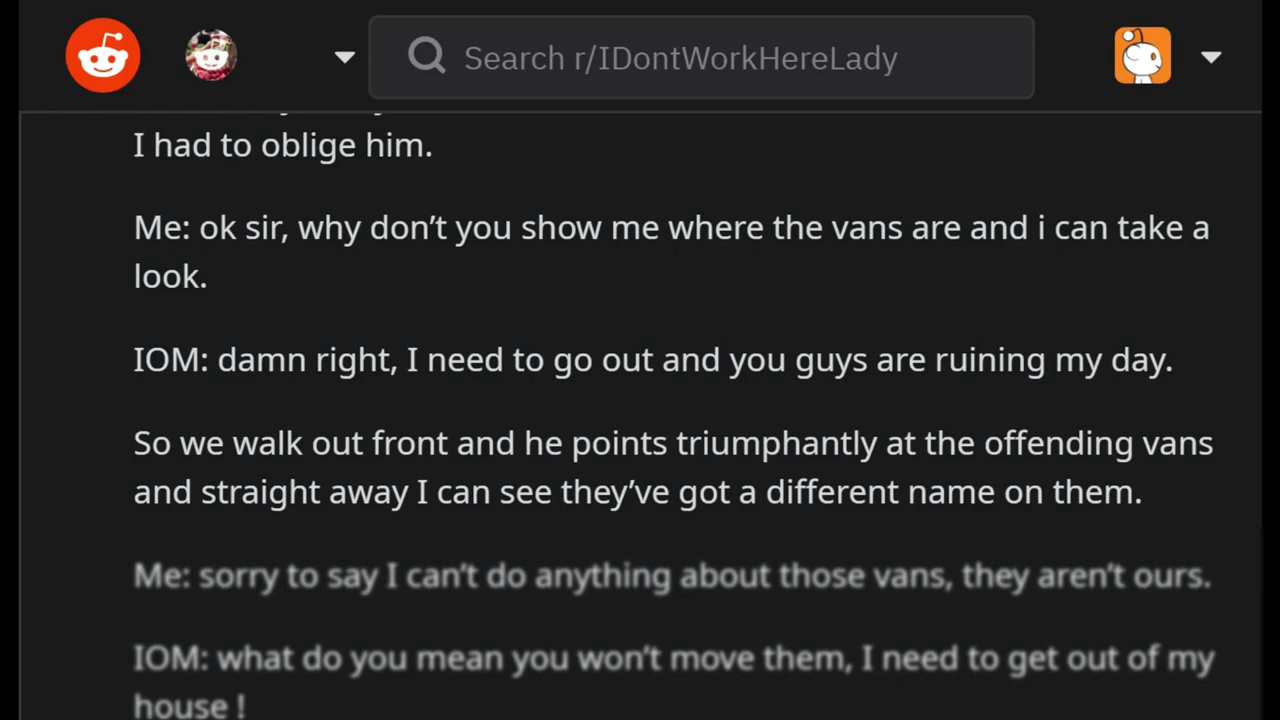 Search r/IDontWorkHereLady
I had to oblige him.
Me: ok sir, why don’t you show me where the vans are and i can take a
look.
IOM: damn right, I need to go out and you guys are ruining my day.
So we walk out front and he points triumphantly at the offending vans
and straight away I can see they’ve got a different name on them.
Me: sorry to say I can’t do anything about those vans, they aren’t ours.
IOM: what do you mean you won’t move them, I need to get out of my
house !